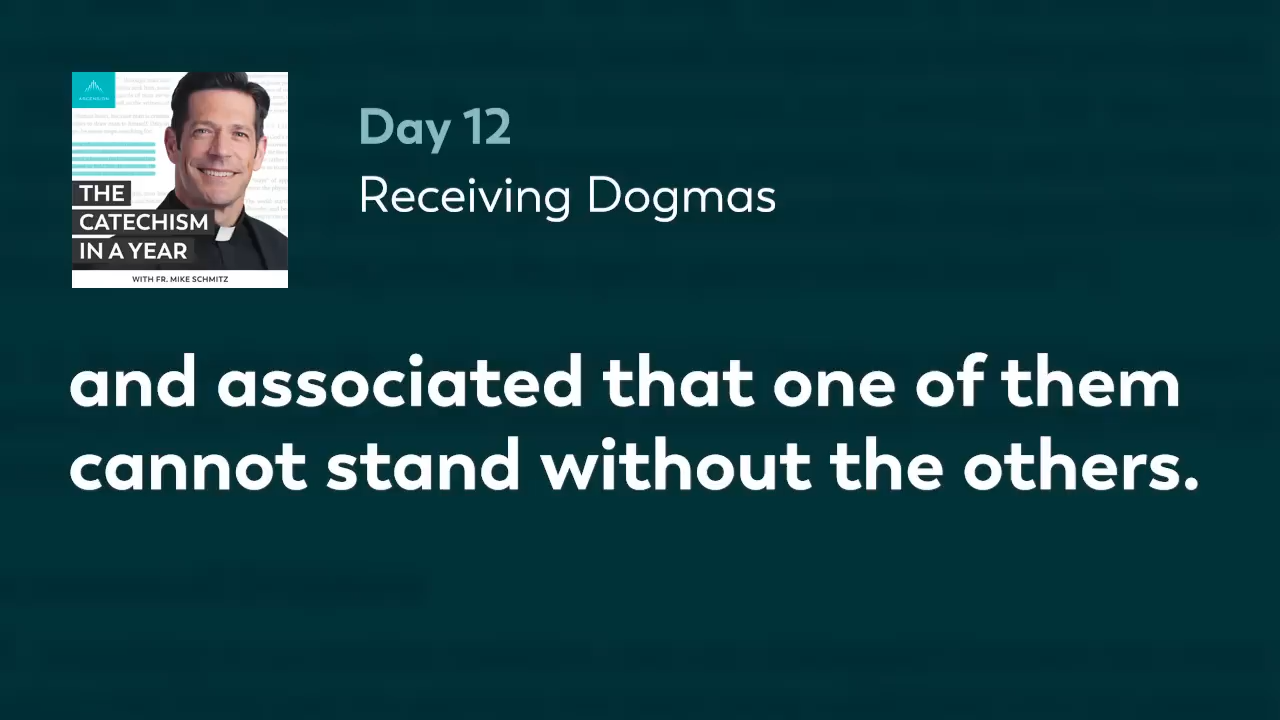 ASCENSION
THE
CATECHISM
IN A YEAR
WITH FR. MIKE SCHMITZ
Day 12
Receiving Dogmas
and associated that one of them
cannot stand without the others.